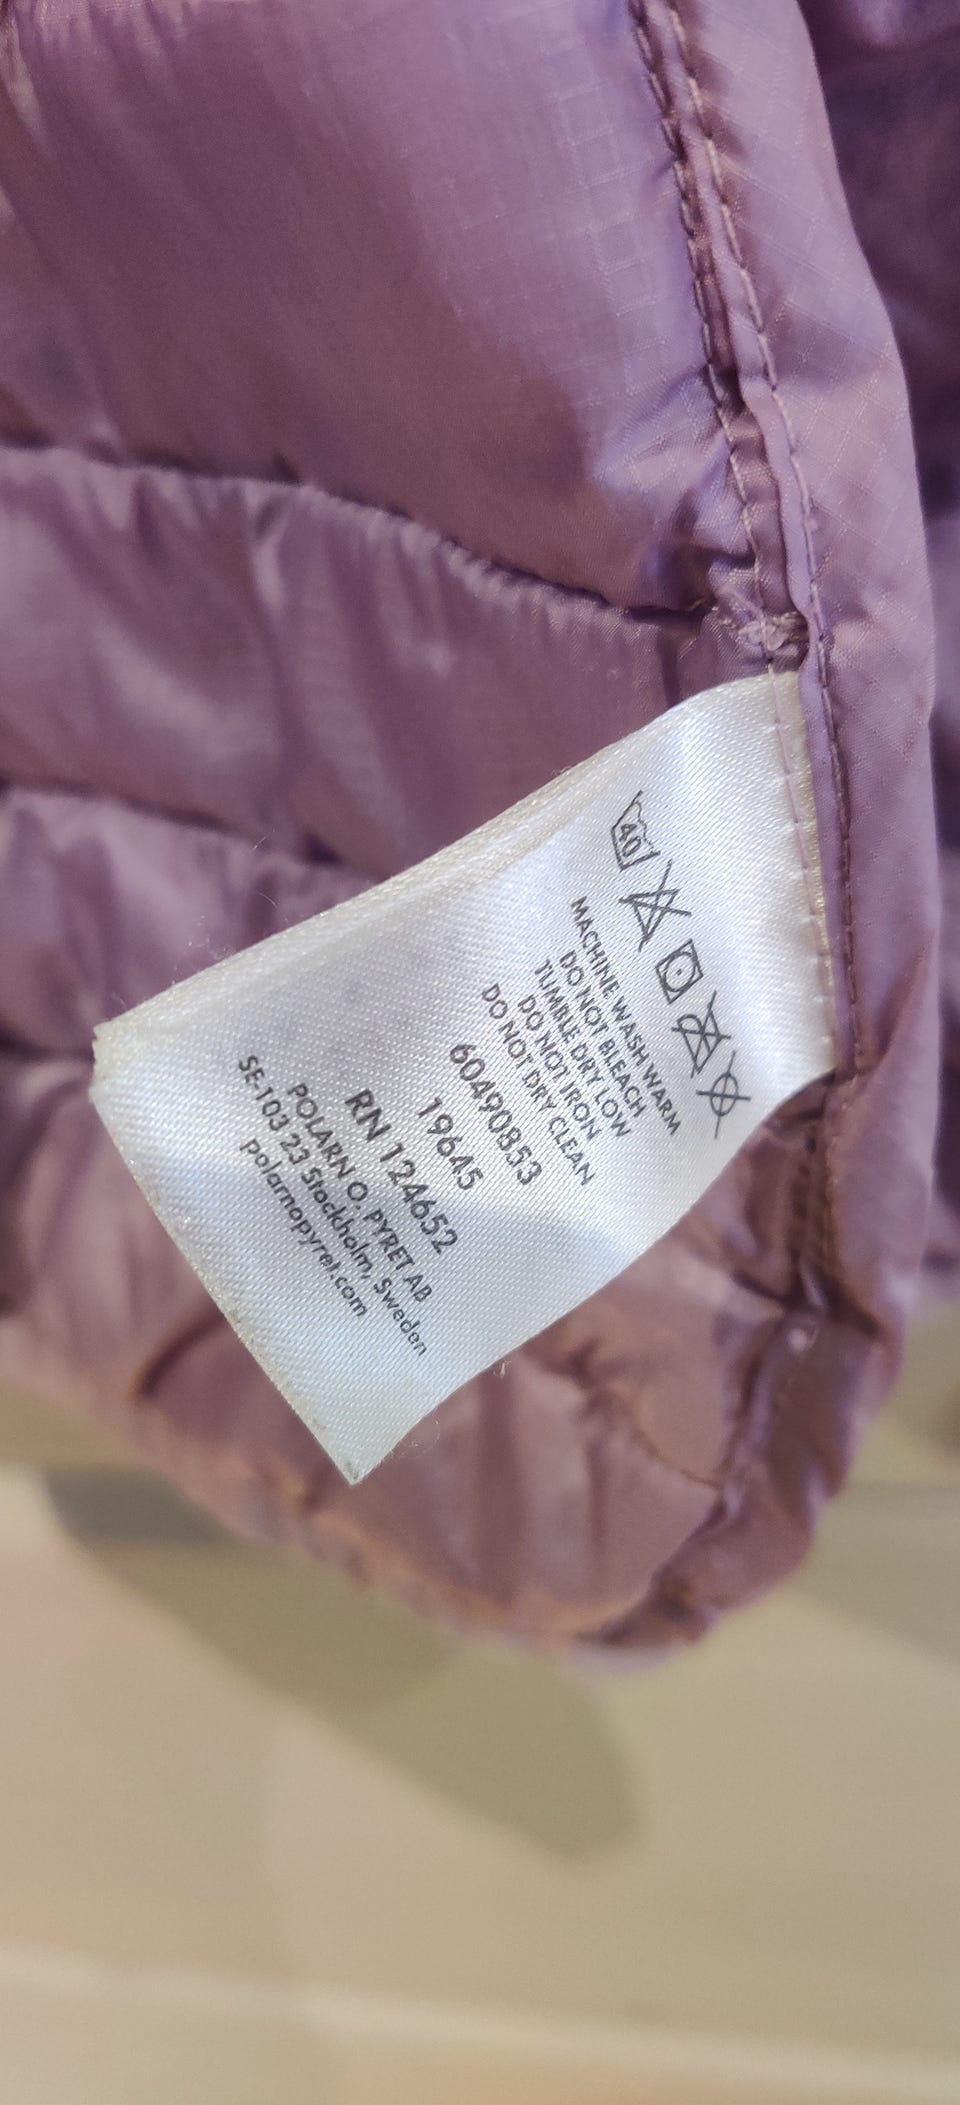 40
MACHINE WASH WARM
DO NOT BLEACH
TUMBLE DRY LOW
DO NOT IRON
DO NOT DRY CLEAN
60490853
19645
RN 124652
POLARN O. PYRET AB
SE-103 23 Stockholm, Sweden
polarnopyret.com